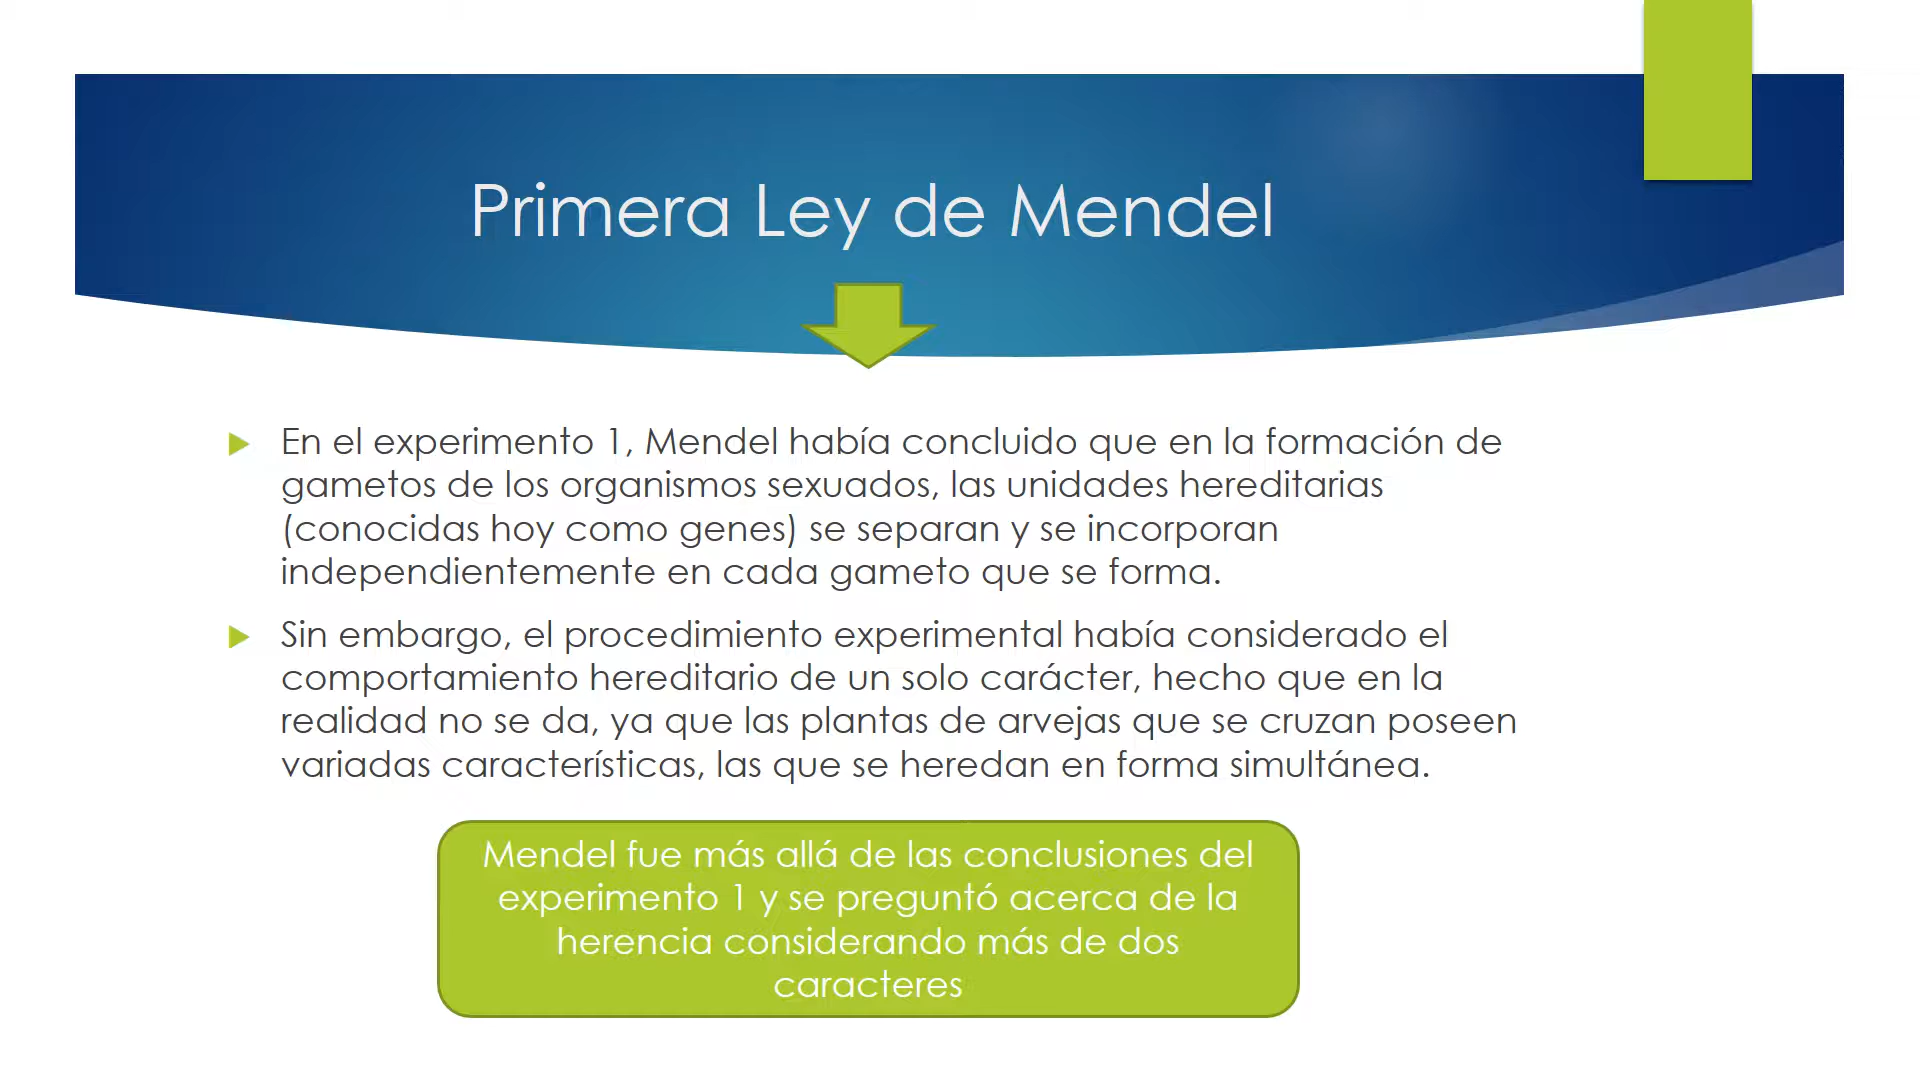 Primera Ley de Mendel
En el experimento 1, Mendel había concluido que en la formación de
gametos de los organismos sexuados, las unidades hereditarias
(conocidas hoy como genes) se separan y se incorporan
independientemente en cada gameto que se forma.
Sin embargo, el procedimiento experimental había considerado el
comportamiento hereditario de un solo carácter, hecho que en la
realidad no se da, ya que las plantas de arvejas que se cruzan poseen
variadas características, las que se heredan en forma simultánea.
Mendel fue más allá de las conclusiones del
experimento 1 y se preguntó acerca de la
herencia considerando más de dos
caracteres